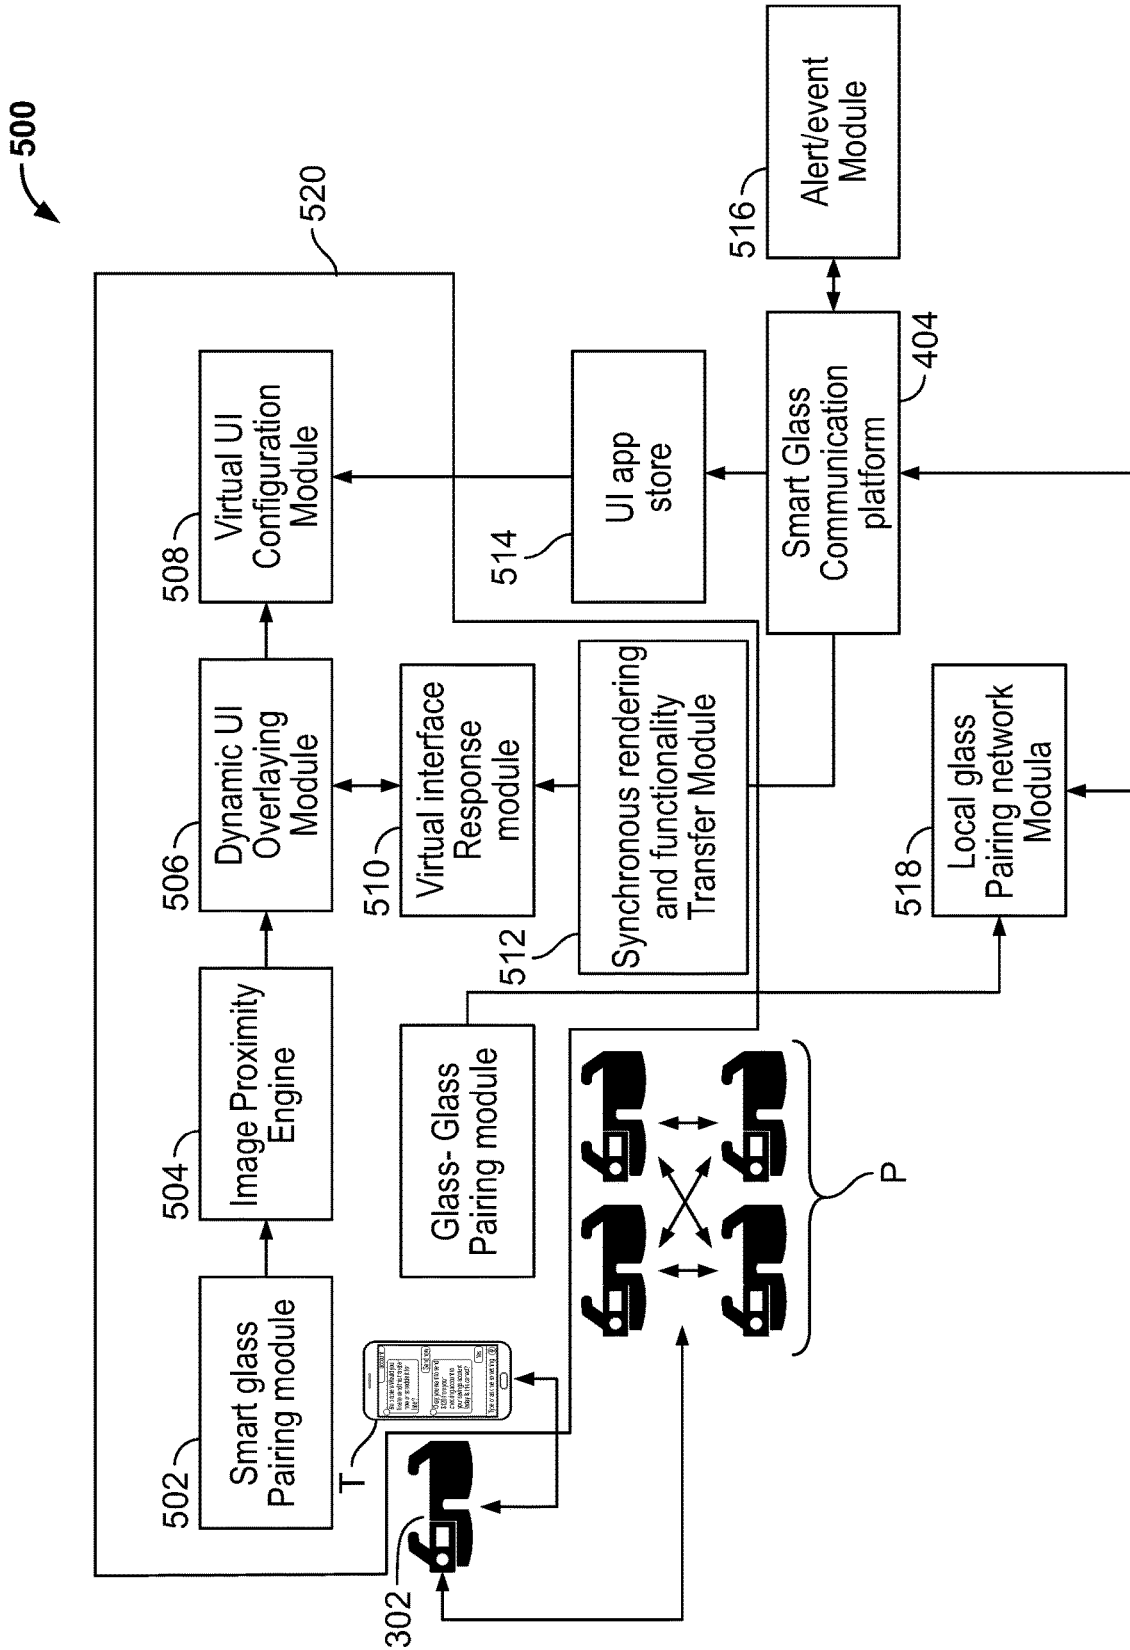 500
502
504
506
508
Smart glass
Pairing module
Image Proximity
Engine
Dynamic UI
Overlaying
Module
Virtual UI
Configuration
Module
520
T
302
Glass- Glass
Pairing module
510
Virtual interface
Response
module
512
Synchronous rendering
and functionality
Transfer Module
514
UI app
store
516
Alert/event
Module
Smart Glass
Communication
platform
404
P
518
Local glass
Pairing network
Modula
Yes